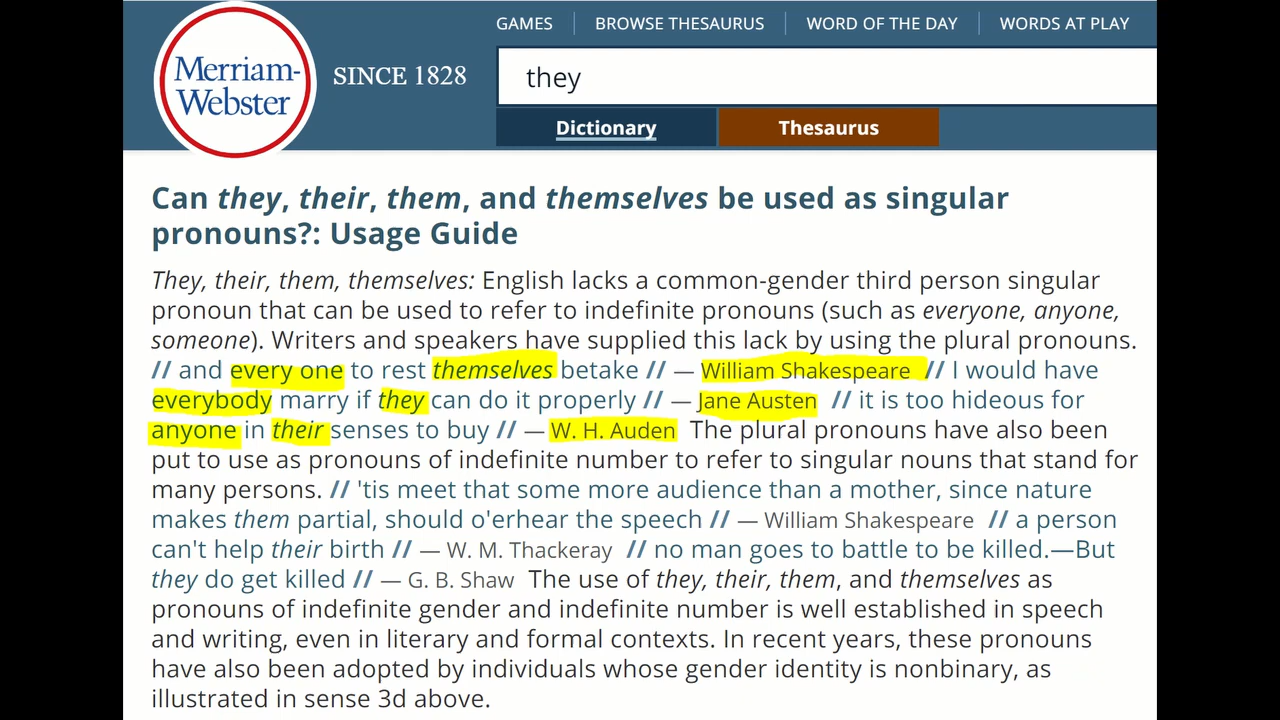 GAMES BROWSE THESAURUS WORD OF THE DAY WORDS AT PLAY
Merriam-
Webster
SINCE 1828
they
Dictionary Thesaurus
Can they, their, them, and themselves be used as singular
pronouns?: Usage Guide
They, their, them, themselves: English lacks a common-gender third person singular
pronoun that can be used to refer to indefinite pronouns (such as everyone, anyone,
someone). Writers and speakers have supplied this lack by using the plural pronouns.
// and every one to rest themselves betake // — William Shakespeare // I would have
everybody marry if they can do it properly // — Jane Austen // it is too hideous for
anyone in their senses to buy // — W. H. Auden The plural pronouns have also been
put to use as pronouns of indefinite number to refer to singular nouns that stand for
many persons. // 'tis meet that some more audience than a mother, since nature
makes them partial, should o'erhear the speech // — William Shakespeare // a person
can't help their birth // — W. M. Thackeray // no man goes to battle to be killed.—But
they do get killed // — G. B. Shaw The use of they, their, them, and themselves as
pronouns of indefinite gender and indefinite number is well established in speech
and writing, even in literary and formal contexts. In recent years, these pronouns
have also been adopted by individuals whose gender identity is nonbinary, as
illustrated in sense 3d above.